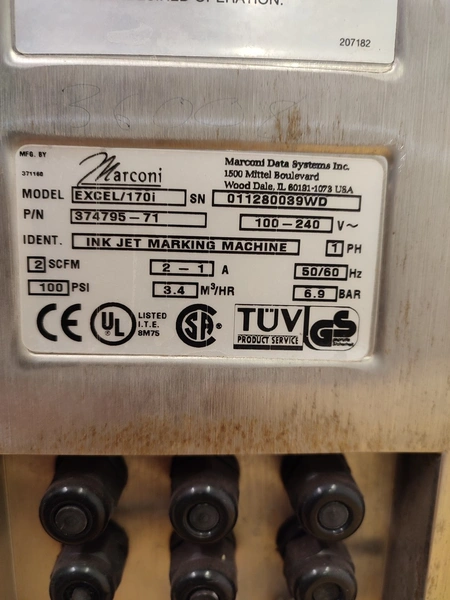 207182
MFG. BY
Marconi
Marconi Data Systems Inc.
1500 Mittel Boulevard
Wood Dale, IL 60191-1073 USA
MODEL EXCEL/170i SN 011280039WD
P/N 374795-71 100-240 V~
IDENT. INK JET MARKING MACHINE 1 PH
2 SCFM 2 - 1 A 50/60 Hz
100 PSI 3.4 M³/HR 6.9 BAR
CE UL LISTED I.T.E. 8M75 SA TÜV PRODUCT SERVICE GS